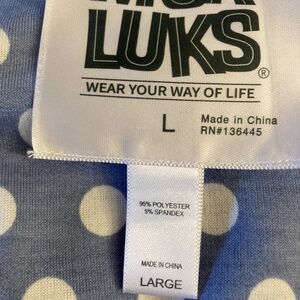 LUKS®
WEAR YOUR WAY OF LIFE
L
Made in China
RN#136445
95% POLYESTER
5% SPANDEX
MADE IN CHINA
LARGE